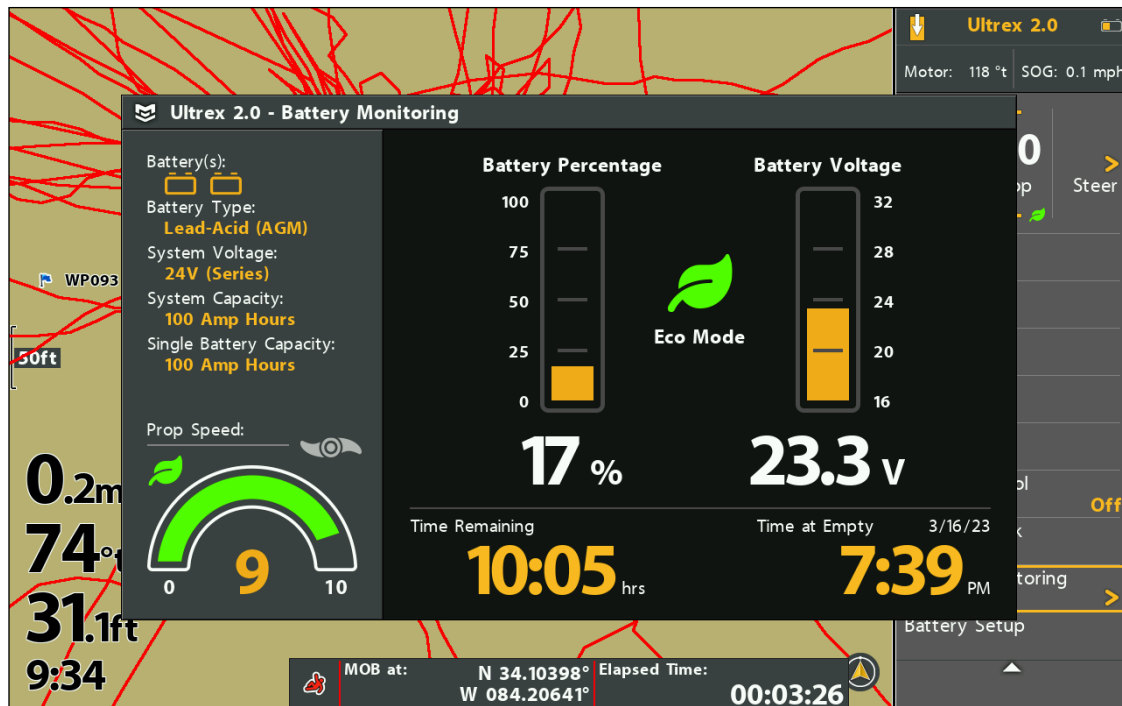 Ultrex 2.0
Motor: 118 °t SOG: 0.1 mph
Ultrex 2.0 - Battery Monitoring
Battery(s):
Battery Type:
Lead-Acid (AGM)
System Voltage:
24V (Series)
System Capacity:
100 Amp Hours
Single Battery Capacity:
100 Amp Hours
Prop Speed:
0 9 10
Battery Percentage
100
75
50
25
0
17 %
Eco Mode
Battery Voltage
32
28
24
20
16
23.3 V
Time Remaining
10:05 hrs
Time at Empty 3/16/23
7:39 PM
WP093
50ft
0.2m
74°t
31.1ft
9:34
0
Steer
Off
toring
Battery Setup
MOB at: N 34.10398°
W 084.20641°
Elapsed Time:
00:03:26